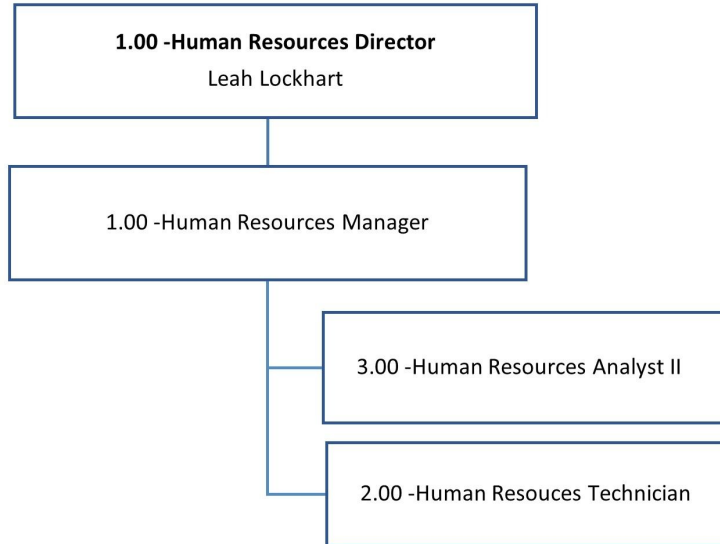 1.00 -Human Resources Director
Leah Lockhart
1.00 -Human Resources Manager
3.00 -Human Resources Analyst II
2.00 -Human Resouces Technician